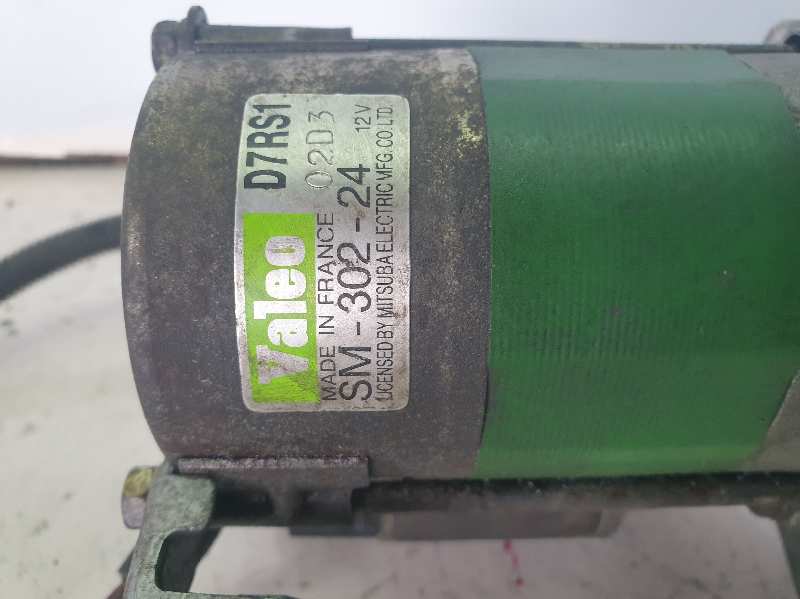 Valeo D7RS1
MADE IN FRANCE 02D3
SM-302-24 12V
LICENSED BY MITSUBA ELECTRIC MFG. CO LTD.